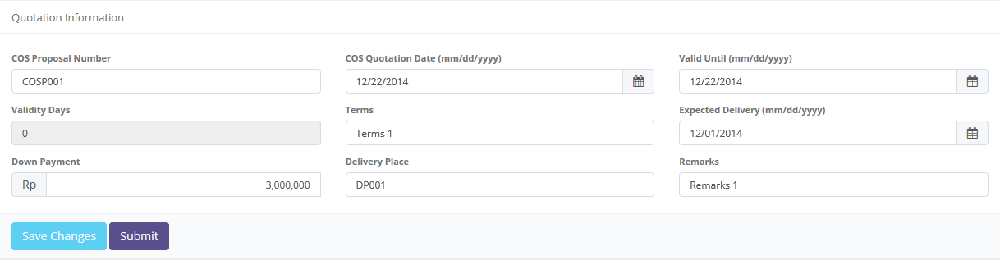 Quotation Information
COS Proposal Number
COS Quotation Date (mm/dd/yyyy)
Valid Until (mm/dd/yyyy)
COSP001
12/22/2014
12/22/2014
Validity Days
Terms
Expected Delivery (mm/dd/yyyy)
0
Terms 1
12/01/2014
Down Payment
Delivery Place
Remarks
Rp 3,000,000
DP001
Remarks 1
Save Changes
Submit